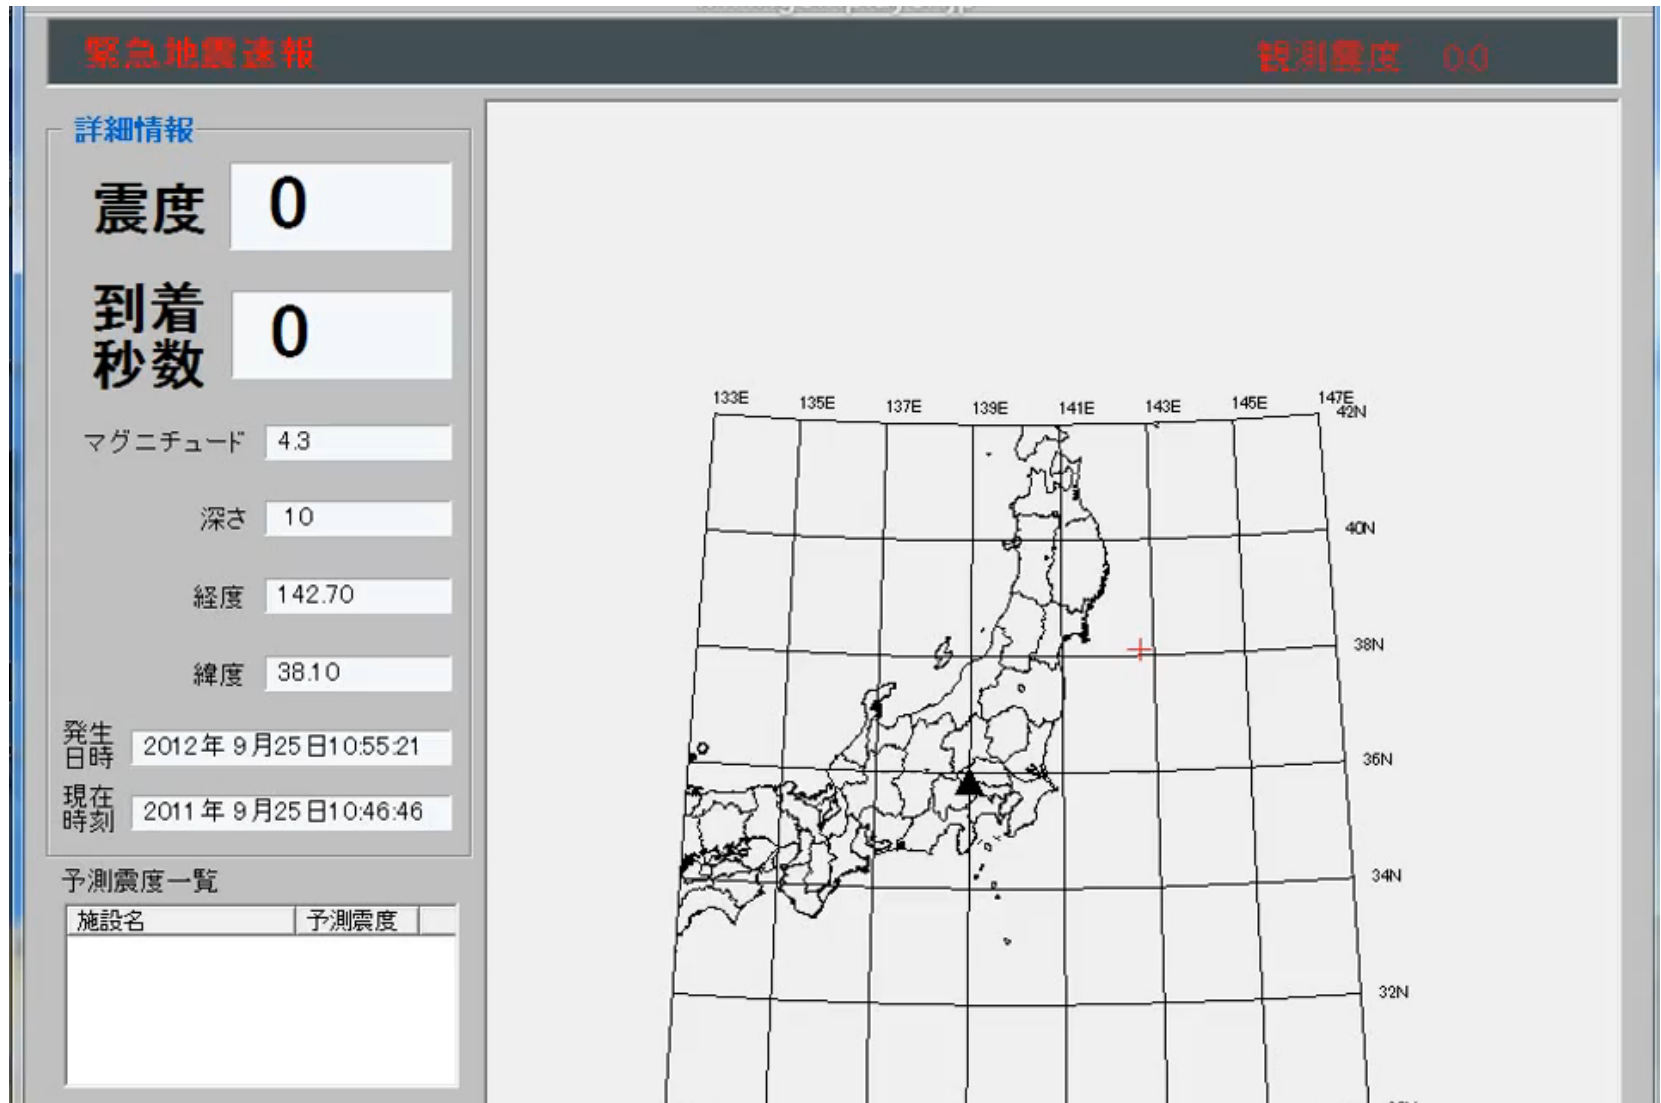 緊急地震速報
観測震度 0.0
詳細情報
震度 0
到着秒数 0
マグニチュード 4.3
深さ 10
経度 142.70
緯度 38.10
発生日時 2012年 9月25日10:55:21
現在時刻 2011年 9月25日10:46:46
予測震度一覧
施設名 予測震度
133E 135E 137E 139E 141E 143E 145E 147E
42N
40N
38N
36N
34N
32N